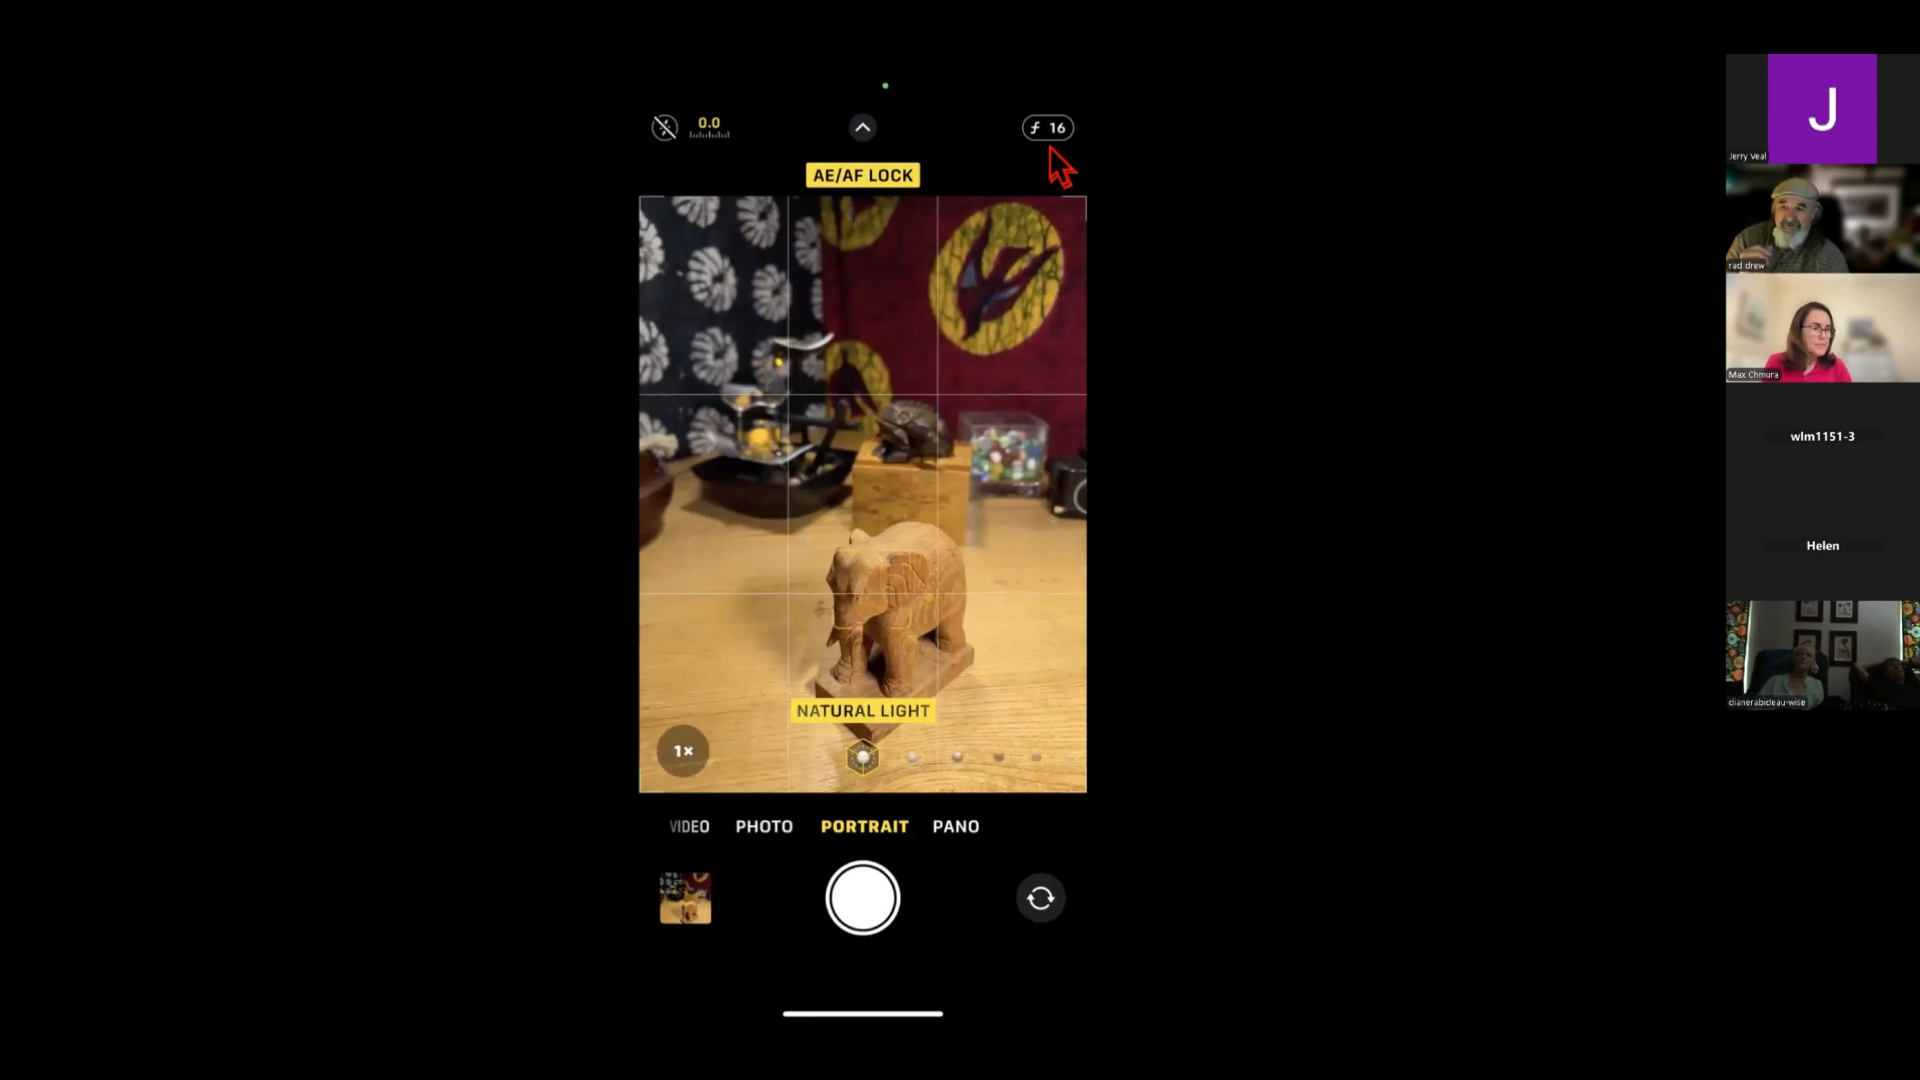 0.0
f 16
AE/AF LOCK
NATURAL LIGHT
1×
VIDEO PHOTO PORTRAIT PANO
J
Jerry Veal
rad drew
Max Chmura
wlm1151-3
Helen
dianerabideau-wise